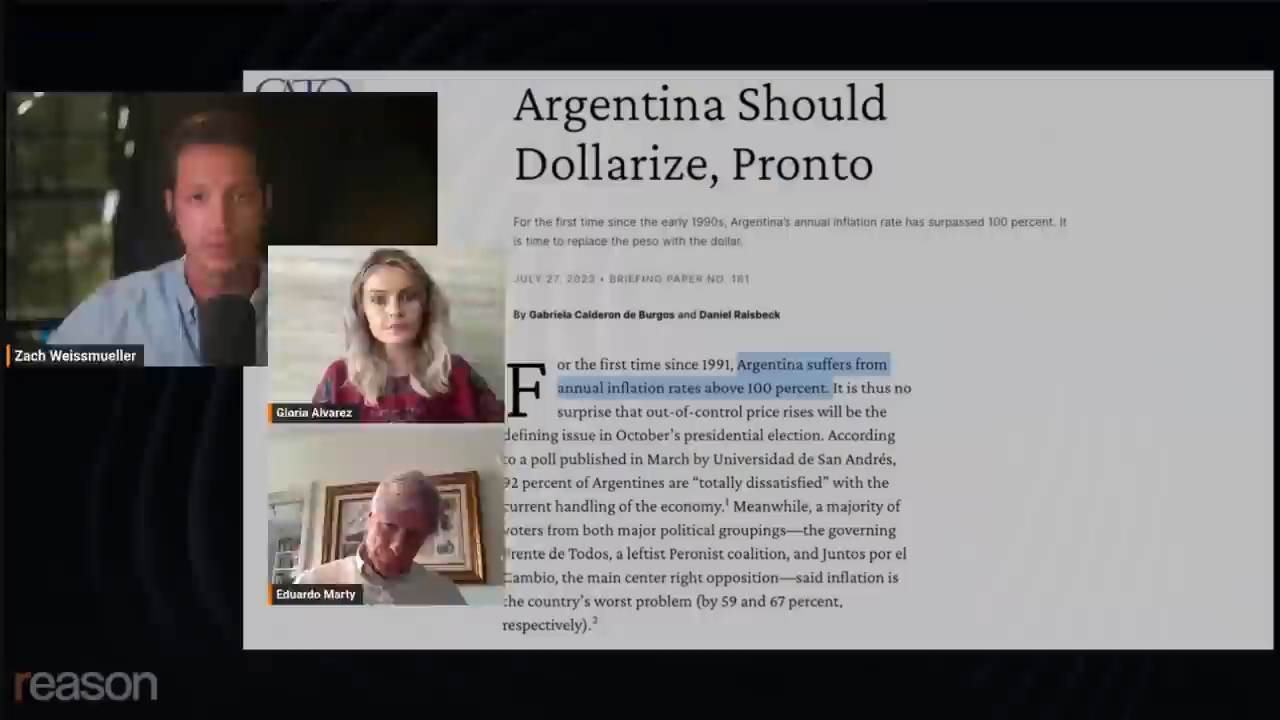 CATO
Argentina Should
Dollarize, Pronto
For the first time since the early 1990s, Argentina's annual inflation rate has surpassed 100 percent. It
is time to replace the peso with the dollar.
JULY 27, 2023 • BRIEFING PAPER NO. 161
By Gabriela Calderon de Burgos and Daniel Raisbeck
For the first time since 1991, Argentina suffers from
annual inflation rates above 100 percent. It is thus no
surprise that out-of-control price rises will be the
defining issue in October's presidential election. According
to a poll published in March by Universidad de San Andrés,
92 percent of Argentines are “totally dissatisfied” with the
current handling of the economy.¹ Meanwhile, a majority of
voters from both major political groupings—the governing
Frente de Todos, a leftist Peronist coalition, and Juntos por el
Cambio, the main center right opposition—said inflation is
the country's worst problem (by 59 and 67 percent,
respectively).²
Zach Weissmueller
Gloria Alvarez
Eduardo Marty
reason